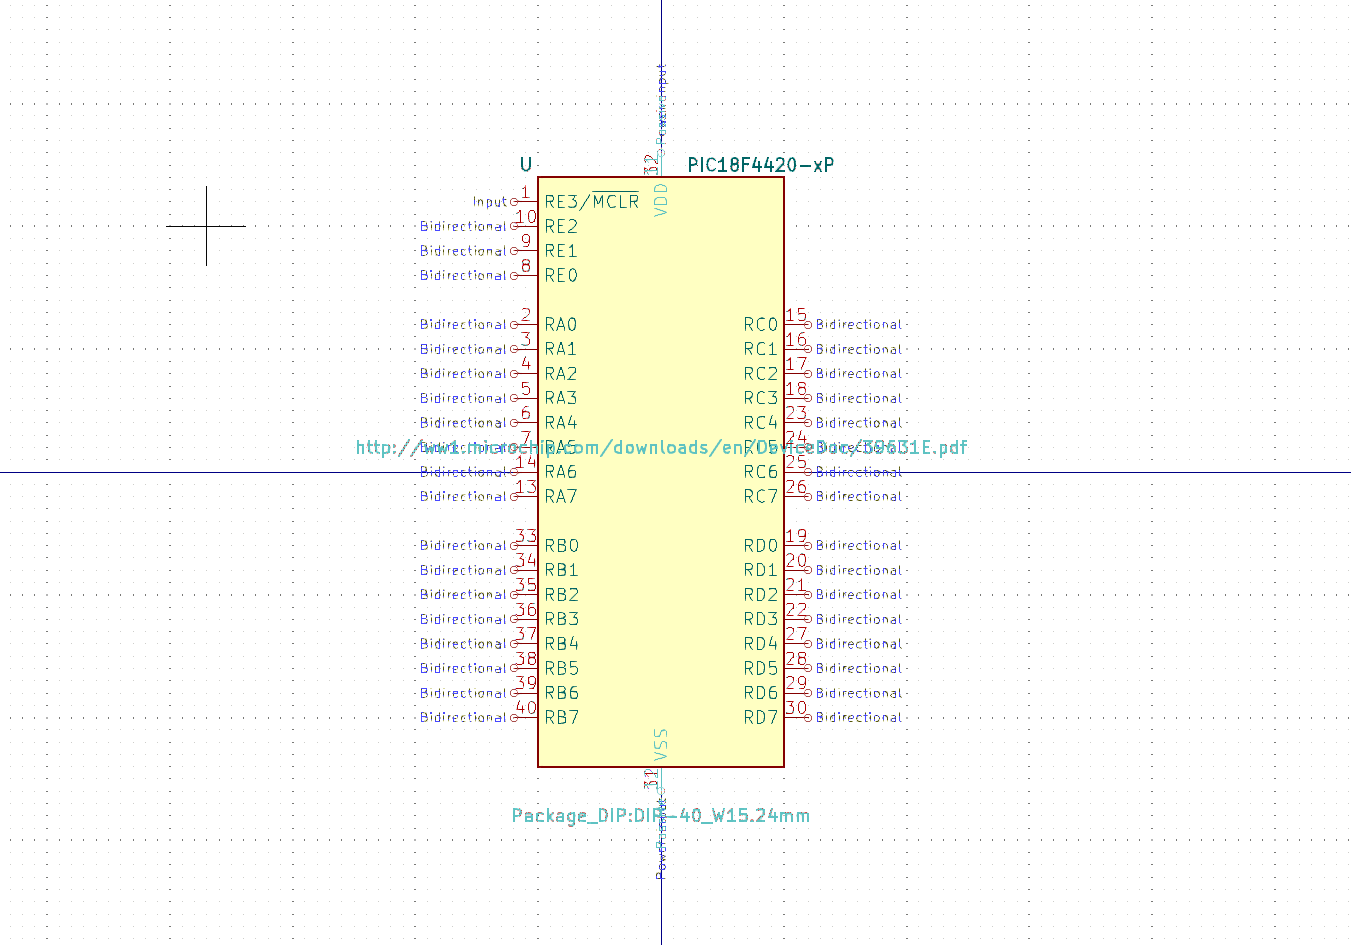 Power input
32
U PIC18F4420-xP
VDD
Input 1 RE3/MCLR
Bidirectional 10 RE2
Bidirectional 9 RE1
Bidirectional 8 RE0
Bidirectional 2 RA0 RC0 15 Bidirectional
Bidirectional 3 RA1 RC1 16 Bidirectional
Bidirectional 4 RA2 RC2 17 Bidirectional
Bidirectional 5 RA3 RC3 18 Bidirectional
Bidirectional 6 RA4 RC4 23 Bidirectional
Bidirectional 7 RA5 RC5 24 Bidirectional
http://ww1.microchip.com/downloads/en/DeviceDoc/39631E.pdf
Bidirectional 14 RA6 RC6 25 Bidirectional
Bidirectional 13 RA7 RC7 26 Bidirectional
Bidirectional 33 RB0 RD0 19 Bidirectional
Bidirectional 34 RB1 RD1 20 Bidirectional
Bidirectional 35 RB2 RD2 21 Bidirectional
Bidirectional 36 RB3 RD3 22 Bidirectional
Bidirectional 37 RB4 RD4 27 Bidirectional
Bidirectional 38 RB5 RD5 28 Bidirectional
Bidirectional 39 RB6 RD6 29 Bidirectional
Bidirectional 40 RB7 RD7 30 Bidirectional
VSS
31
Package_DIP:DIP-40_W15.24mm
Power input